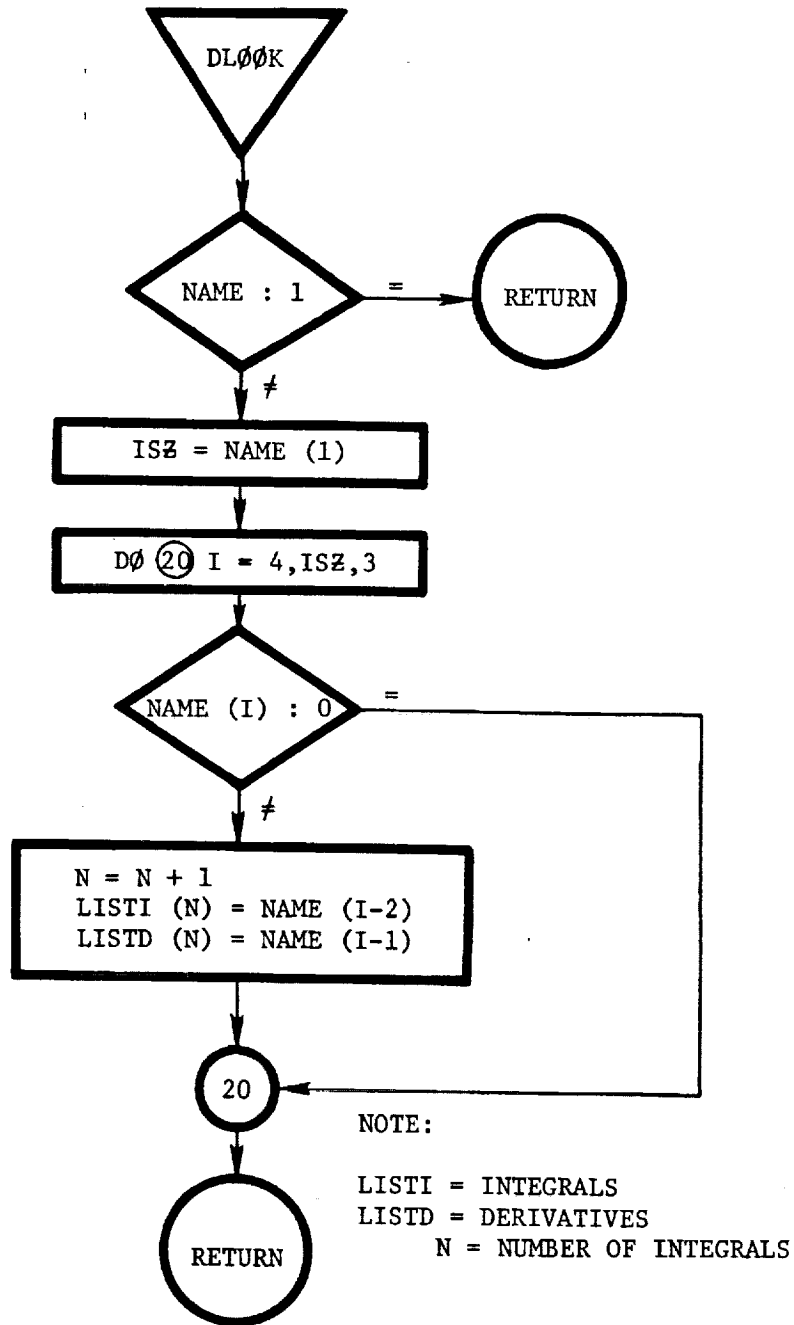 DLØØK
NAME : 1
=
RETURN
≠
ISƵ = NAME (1)
DØ 20 I = 4,ISƵ,3
NAME (I) : 0
=
≠
N = N + 1
LISTI (N) = NAME (I-2)
LISTD (N) = NAME (I-1)
20
NOTE:
LISTI = INTEGRALS
LISTD = DERIVATIVES
N = NUMBER OF INTEGRALS
RETURN